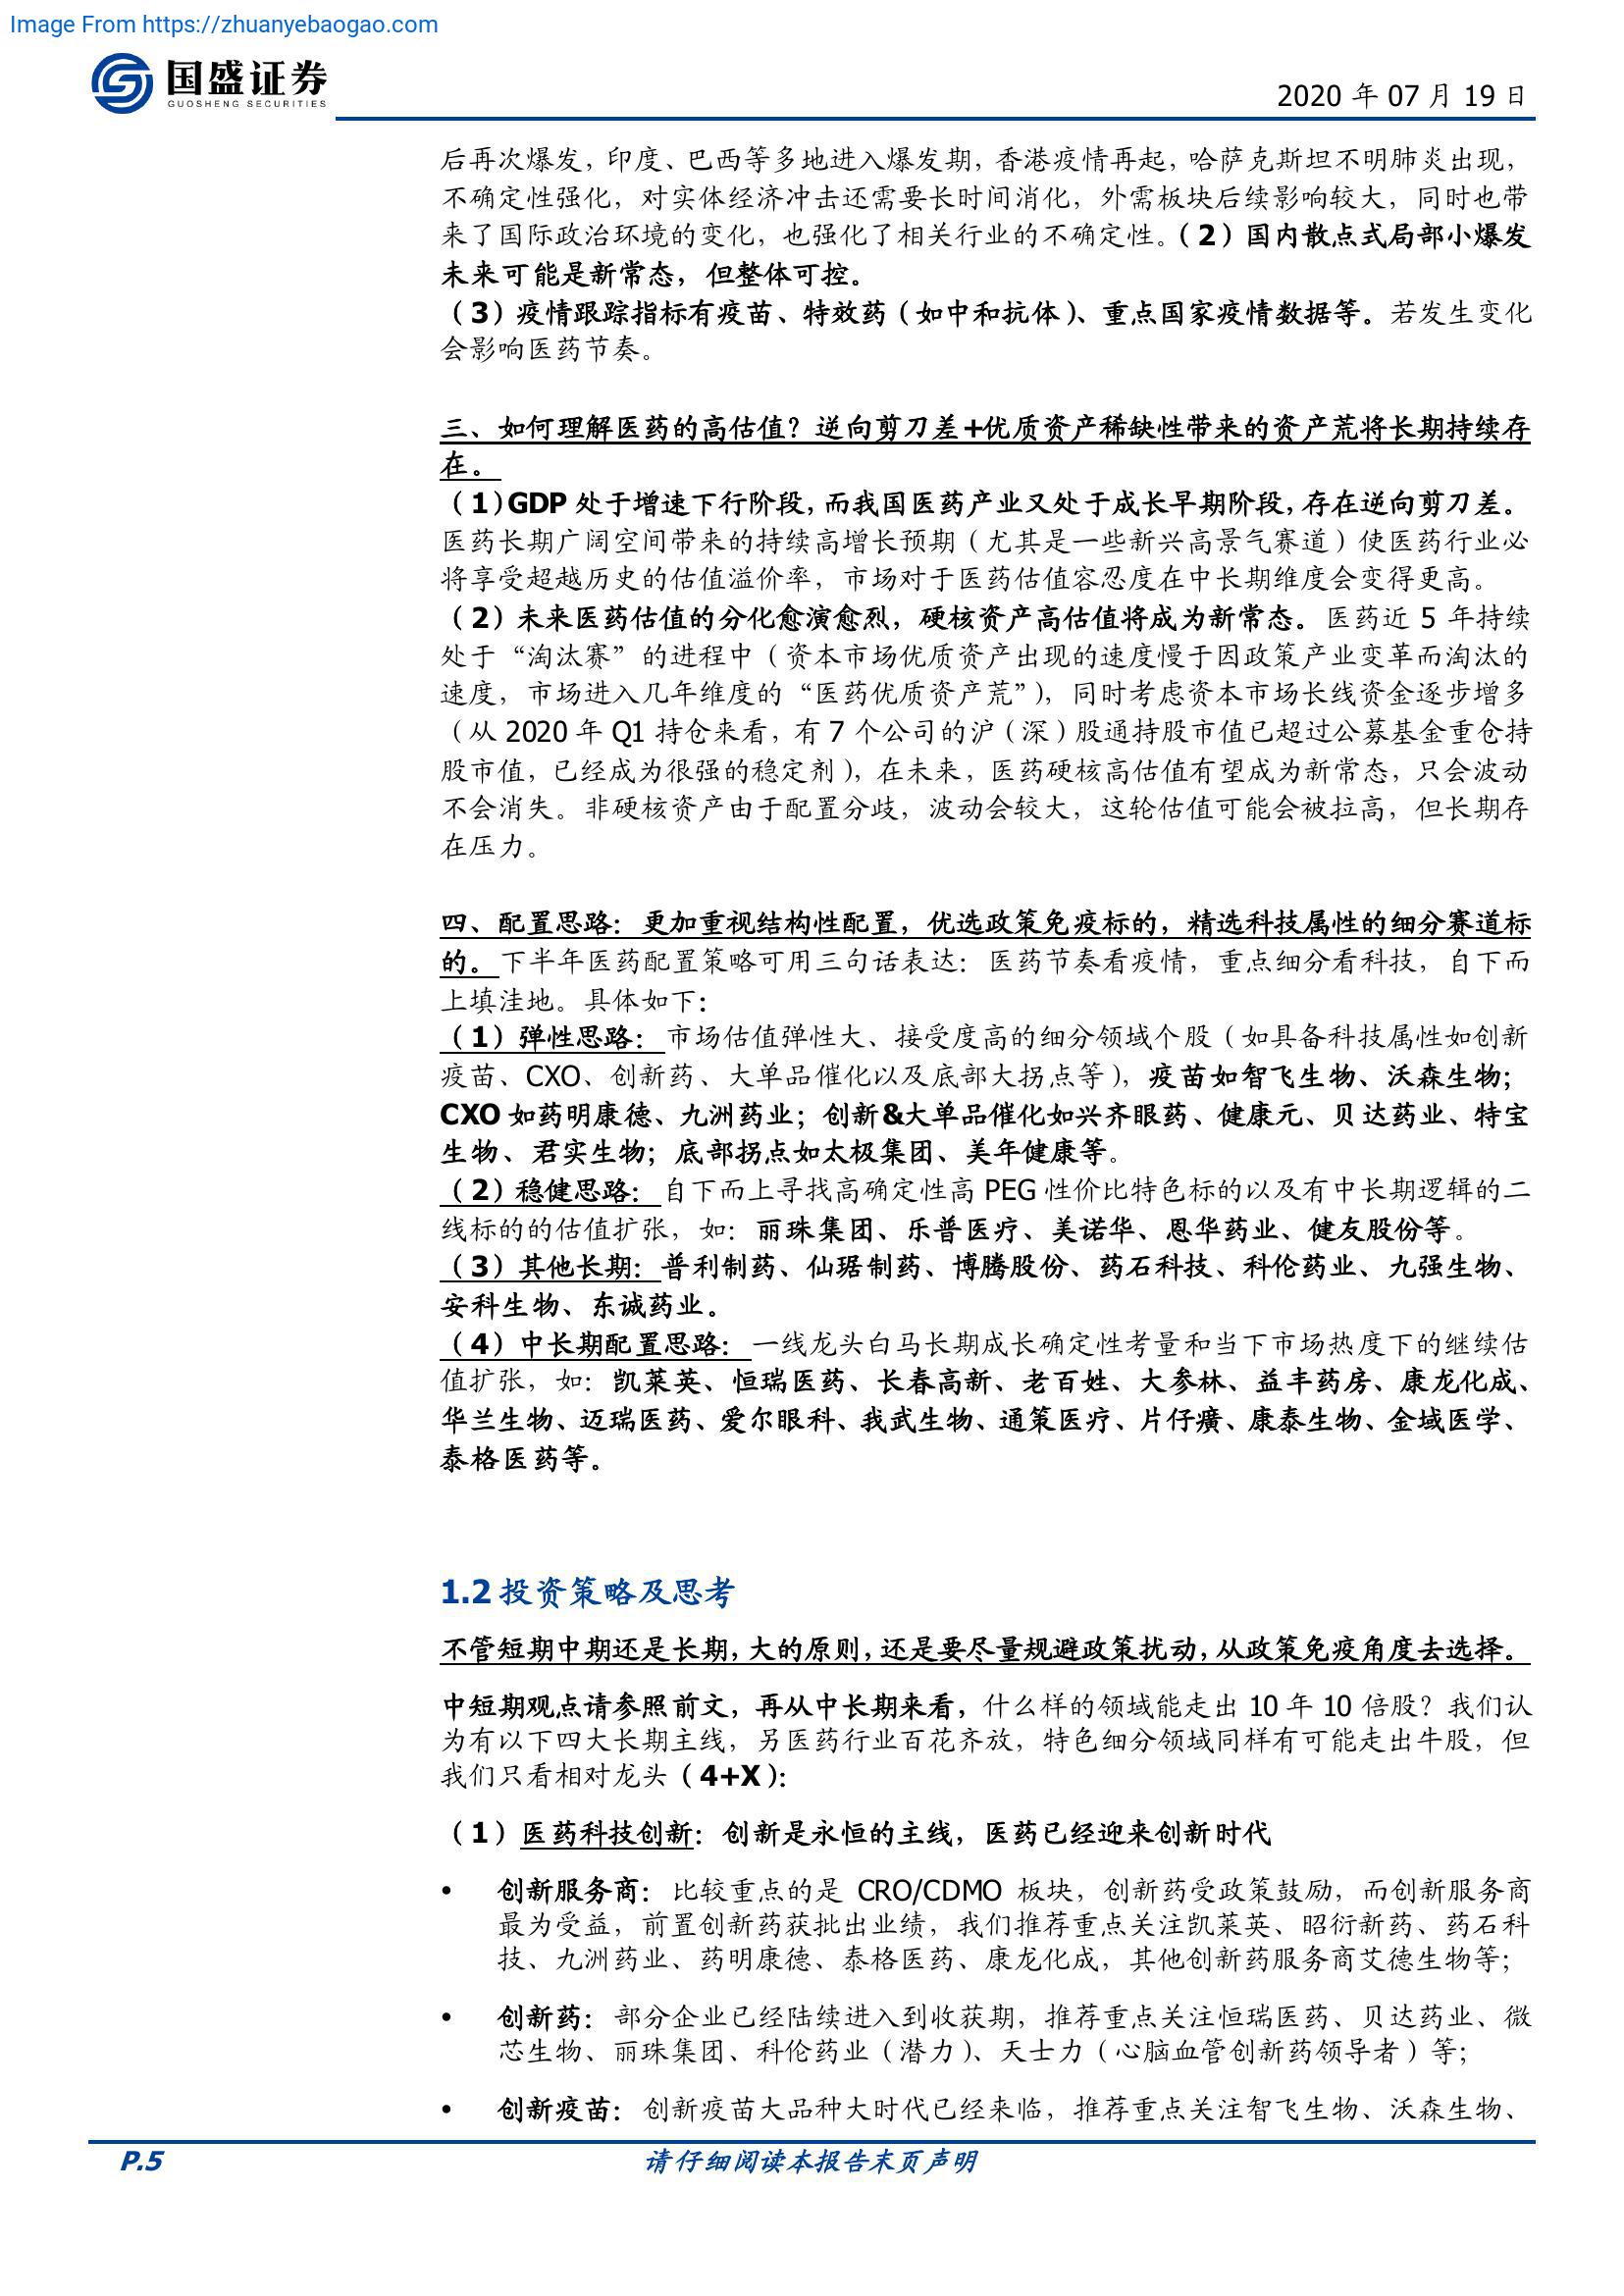 Image From https://zhuanyebaogao.com
国盛证券
GUOSHENG SECURITIES
2020 年 07 月 19 日
后再次爆发，印度、巴西等多地进入爆发期，香港疫情再起，哈萨克斯坦不明肺炎出现，
不确定性强化，对实体经济冲击还需要长时间消化，外需板块后续影响较大，同时也带
来了国际政治环境的变化，也强化了相关行业的不确定性。（2）国内散点式局部小爆发
未来可能是新常态，但整体可控。
（3）疫情跟踪指标有疫苗、特效药（如中和抗体）、重点国家疫情数据等。若发生变化
会影响医药节奏。
三、如何理解医药的高估值？逆向剪刀差+优质资产稀缺性带来的资产荒将长期持续存
在。
（1）GDP 处于增速下行阶段，而我国医药产业又处于成长早期阶段，存在逆向剪刀差。
医药长期广阔空间带来的持续高增长预期（尤其是一些新兴高景气赛道）使医药行业必
将享受超越历史的估值溢价率，市场对于医药估值容忍度在中长期维度会变得更高。
（2）未来医药估值的分化愈演愈烈，硬核资产高估值将成为新常态。医药近 5 年持续
处于“淘汰赛”的进程中（资本市场优质资产出现的速度慢于因政策产业变革而淘汰的
速度，市场进入几年维度的“医药优质资产荒”），同时考虑资本市场长线资金逐步增多
（从 2020 年 Q1 持仓来看，有 7 个公司的沪（深）股通持股市值已超过公募基金重仓持
股市值，已经成为很强的稳定剂），在未来，医药硬核高估值有望成为新常态，只会波动
不会消失。非硬核资产由于配置分歧，波动会较大，这轮估值可能会被拉高，但长期存
在压力。
四、配置思路：更加重视结构性配置，优选政策免疫标的，精选科技属性的细分赛道标
的。下半年医药配置策略可用三句话表达：医药节奏看疫情，重点细分看科技，自下而
上填洼地。具体如下：
（1）弹性思路：市场估值弹性大、接受度高的细分领域个股（如具备科技属性如创新
疫苗、CXO、创新药、大单品催化以及底部大拐点等），疫苗如智飞生物、沃森生物；
CXO 如药明康德、九洲药业；创新&大单品催化如兴齐眼药、健康元、贝达药业、特宝
生物、君实生物；底部拐点如太极集团、美年健康等。
（2）稳健思路：自下而上寻找高确定性高 PEG 性价比特色标的以及有中长期逻辑的二
线标的的估值扩张，如：丽珠集团、乐普医疗、美诺华、恩华药业、健友股份等。
（3）其他长期：普利制药、仙琚制药、博腾股份、药石科技、科伦药业、九强生物、
安科生物、东诚药业。
（4）中长期配置思路：一线龙头白马长期成长确定性考量和当下市场热度下的继续估
值扩张，如：凯莱英、恒瑞医药、长春高新、老百姓、大参林、益丰药房、康龙化成、
华兰生物、迈瑞医药、爱尔眼科、我武生物、通策医疗、片仔癀、康泰生物、金域医学、
泰格医药等。
1.2 投资策略及思考
不管短期中期还是长期，大的原则，还是要尽量规避政策扰动，从政策免疫角度去选择。
中短期观点请参照前文，再从中长期来看，什么样的领域能走出 10 年 10 倍股？我们认
为有以下四大长期主线，另医药行业百花齐放，特色细分领域同样有可能走出牛股，但
我们只看相对龙头（4+X）：
（1）医药科技创新：创新是永恒的主线，医药已经迎来创新时代
• 创新服务商：比较重点的是 CRO/CDMO 板块，创新药受政策鼓励，而创新服务商
最为受益，前置创新药获批出业绩，我们推荐重点关注凯莱英、昭衍新药、药石科
技、九洲药业、药明康德、泰格医药、康龙化成，其他创新药服务商艾德生物等；
• 创新药：部分企业已经陆续进入到收获期，推荐重点关注恒瑞医药、贝达药业、微
芯生物、丽珠集团、科伦药业（潜力）、天士力（心脑血管创新药领导者）等；
• 创新疫苗：创新疫苗大品种大时代已经来临，推荐重点关注智飞生物、沃森生物、
P.5
请仔细阅读本报告末页声明